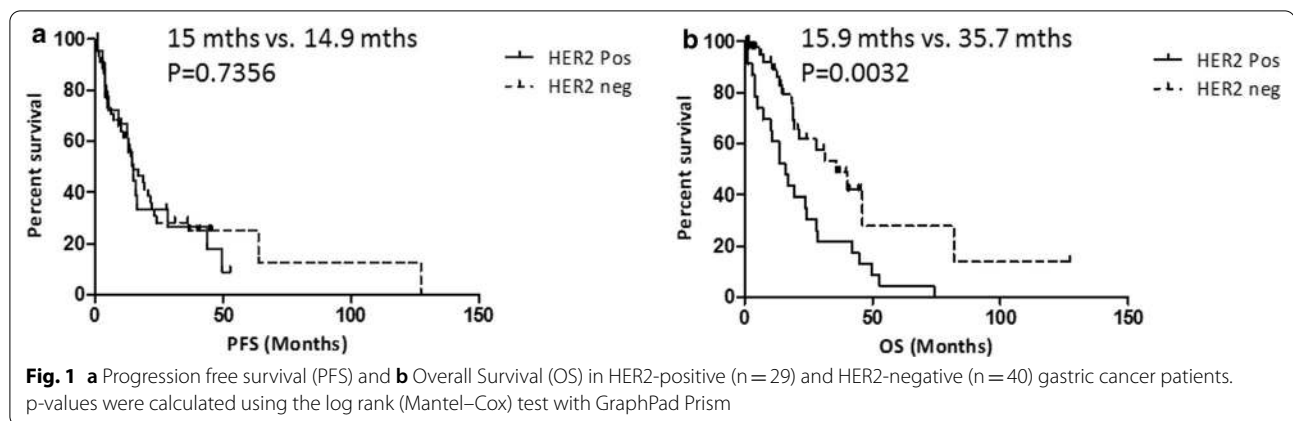 a
15 mths vs. 14.9 mths
P=0.7356
HER2 Pos
HER2 neg
Percent survival
100
80
60
40
20
0
0 50 100 150
PFS (Months)
b
15.9 mths vs. 35.7 mths
P=0.0032
HER2 Pos
HER2 neg
Percent survival
100
80
60
40
20
0
0 50 100 150
OS (Months)
Fig. 1 a Progression free survival (PFS) and b Overall Survival (OS) in HER2-positive (n=29) and HER2-negative (n=40) gastric cancer patients.
p-values were calculated using the log rank (Mantel–Cox) test with GraphPad Prism